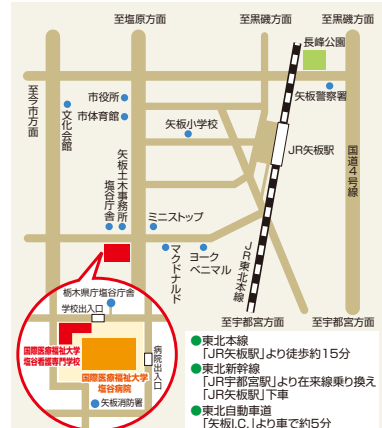 至塩原方面
至黒磯方面
至黒磯方面
長峰公園
至今市方面
文化会館
市役所
市体育館
矢板小学校
矢板警察署
JR矢板駅
国道4号線
矢板土木事務所
塩谷庁舎
ミニストップ
マクドナルド
ヨーク
ベニマル
JR東北本線
栃木県庁塩谷庁舎
学校出入口
国際医療福祉大学
塩谷看護専門学校
国際医療福祉大学
塩谷病院
病院出入口
矢板消防署
至宇都宮方面
至宇都宮方面
●東北本線
「JR矢板駅」より徒歩約15分
●東北新幹線
「JR宇都宮駅」より在来線乗り換え
「JR矢板駅」下車
●東北自動車道
「矢板I.C.」より車で約5分